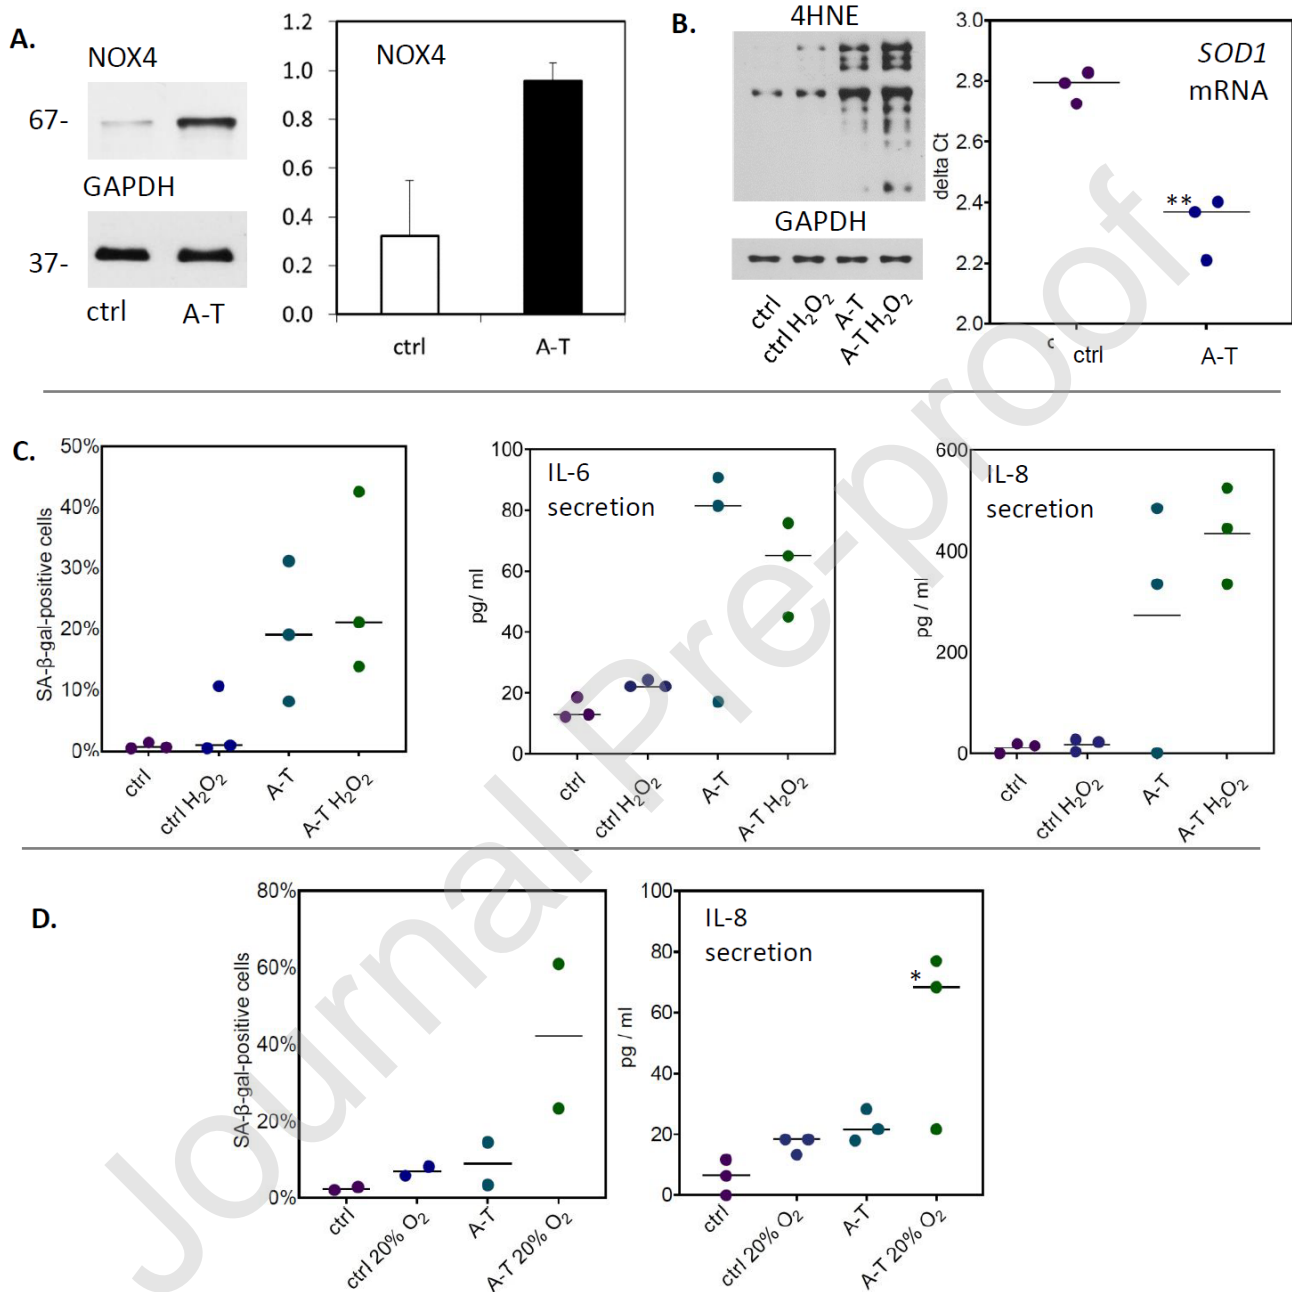 A.
NOX4
67-
GAPDH
37-
ctrl A-T
1.2
1.0
0.8
0.6
0.4
0.2
0.0
NOX4
ctrl A-T
B.
4HNE
GAPDH
ctrl
ctrl H₂O₂
A-T
A-T H₂O₂
delta Ct
3.0
2.8
2.6
2.4
2.2
2.0
SOD1
mRNA
**
ctrl A-T
C.
SA-β-gal-positive cells
50%
40%
30%
20%
10%
0%
ctrl
ctrl H₂O₂
A-T
A-T H₂O₂
pg/ ml
100
80
60
40
20
0
IL-6
secretion
ctrl
ctrl H₂O₂
A-T
A-T H₂O₂
pg / ml
600
400
200
0
IL-8
secretion
ctrl
ctrl H₂O₂
A-T
A-T H₂O₂
D.
SA-β-gal-positive cells
80%
60%
40%
20%
0%
ctrl
ctrl 20% O₂
A-T
A-T 20% O₂
pg / ml
100
80
60
40
20
0
IL-8
secretion
*
ctrl
ctrl 20% O₂
A-T
A-T 20% O₂
Journal Pre-proof